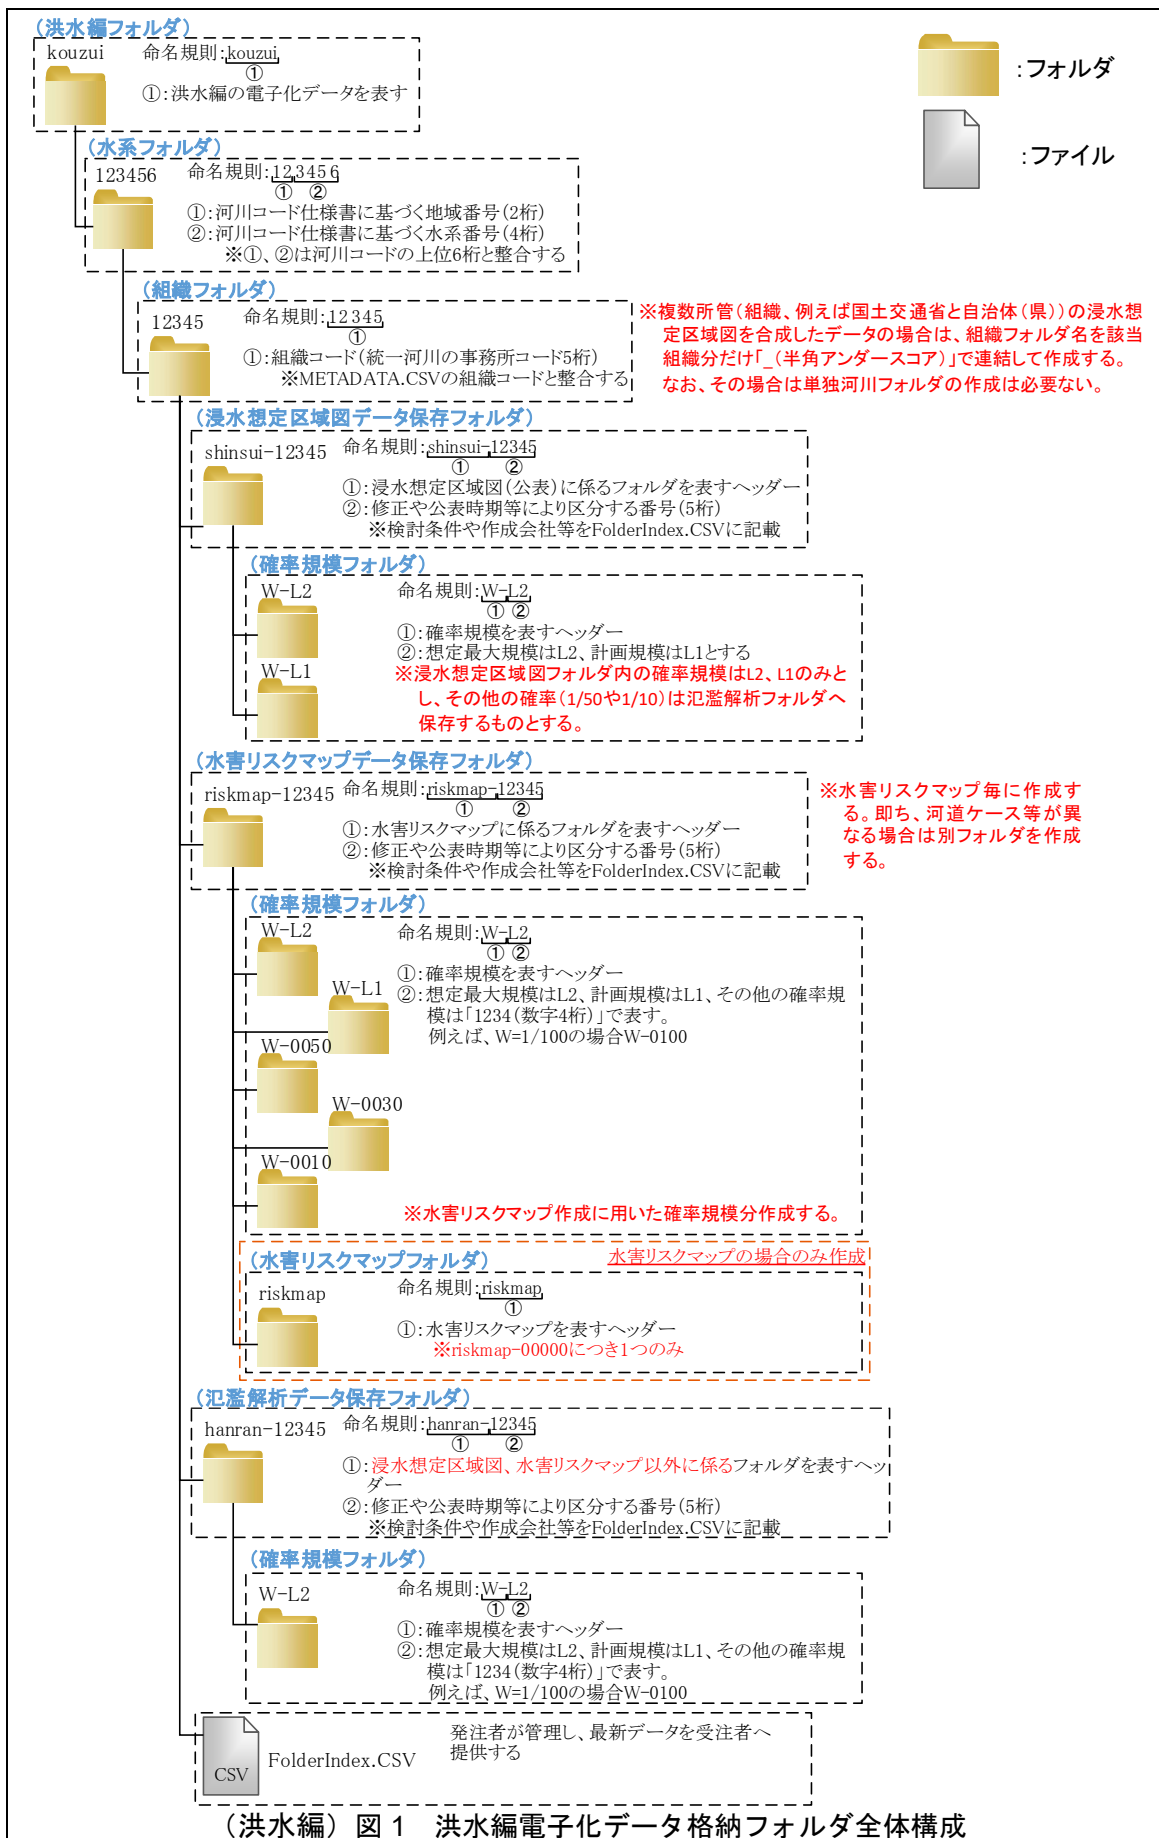 （洪水編フォルダ）
kouzui
命名規則:kouzui
①
①:洪水編の電子化データを表す
:フォルダ
:ファイル
（水系フォルダ）
123456
命名規則:123456
① ②
①:河川コード仕様書に基づく地域番号(2桁)
②:河川コード仕様書に基づく水系番号(4桁)
※①、②は河川コードの上位6桁と整合する
（組織フォルダ）
12345
命名規則:12345
①
①:組織コード(統一河川の事務所コード5桁)
※METADATA.CSVの組織コードと整合する
※複数所管（組織、例えば国土交通省と自治体（県））の浸水想
定区域図を合成したデータの場合は、組織フォルダ名を該当
組織分だけ「_（半角アンダースコア）」で連結して作成する。
なお、その場合は単独河川フォルダの作成は必要ない。
（浸水想定区域図データ保存フォルダ）
shinsui-12345
命名規則:shinsui-12345
① ②
①:浸水想定区域図(公表)に係るフォルダを表すヘッダー
②:修正や公表時期等により区分する番号(5桁)
※検討条件や作成会社等をFolderIndex.CSVに記載
（確率規模フォルダ）
W-L2
命名規則:W-L2
① ②
①:確率規模を表すヘッダー
②:想定最大規模はL2、計画規模はL1とする
W-L1
※浸水想定区域図フォルダ内の確率規模はL2、L1のみと
し、その他の確率（1/50や1/10）は氾濫解析フォルダへ
保存するものとする。
（水害リスクマップデータ保存フォルダ）
riskmap-12345
命名規則:riskmap-12345
① ②
①:水害リスクマップに係るフォルダを表すヘッダー
②:修正や公表時期等により区分する番号(5桁)
※検討条件や作成会社等をFolderIndex.CSVに記載
※水害リスクマップ毎に作成す
る。即ち、河道ケース等が異
なる場合は別フォルダを作成
する。
（確率規模フォルダ）
W-L2
命名規則:W-L2
① ②
①:確率規模を表すヘッダー
W-L1
②:想定最大規模はL2、計画規模はL1、その他の確率規
模は「1234(数字4桁)」で表す。
例えば、W=1/100の場合W-0100
W-0050
W-0030
W-0010
※水害リスクマップ作成に用いた確率規模分作成する。
（水害リスクマップフォルダ）
水害リスクマップの場合のみ作成
riskmap
命名規則:riskmap
①
①:水害リスクマップを表すヘッダー
※riskmap-00000につき1つのみ
（氾濫解析データ保存フォルダ）
hanran-12345
命名規則:hanran-12345
① ②
①:浸水想定区域図、水害リスクマップ以外に係るフォルダを表すヘッ
ダー
②:修正や公表時期等により区分する番号(5桁)
※検討条件や作成会社等をFolderIndex.CSVに記載
（確率規模フォルダ）
W-L2
命名規則:W-L2
① ②
①:確率規模を表すヘッダー
②:想定最大規模はL2、計画規模はL1、その他の確率規
模は「1234(数字4桁)」で表す。
例えば、W=1/100の場合W-0100
CSV
FolderIndex.CSV
発注者が管理し、最新データを受注者へ
提供する
（洪水編）図 1　洪水編電子化データ格納フォルダ全体構成